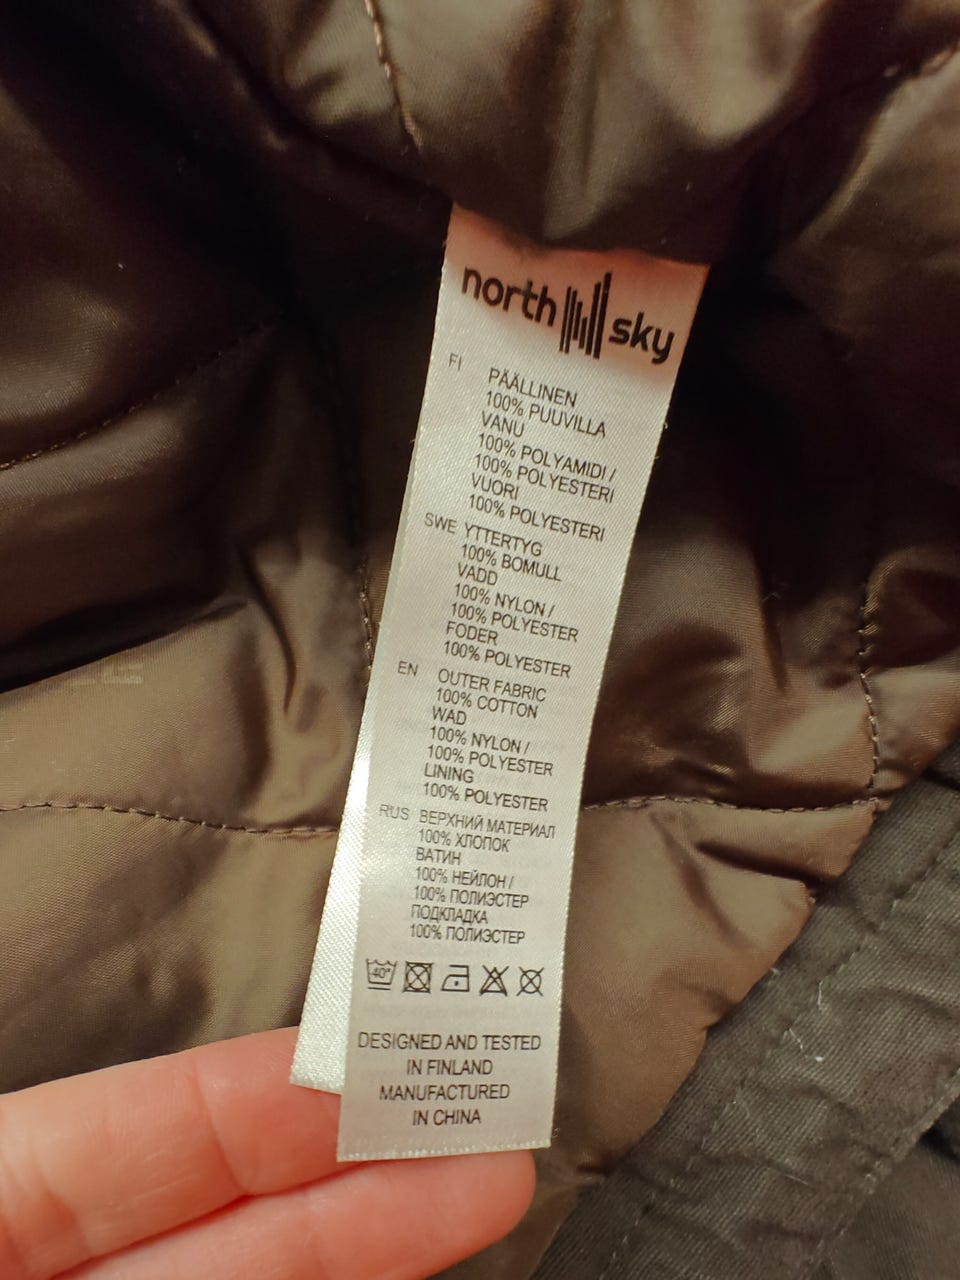 north sky
FI PÄÄLLINEN
100% PUUVILLA
VANU
100% POLYAMIDI /
100% POLYESTERI
VUORI
100% POLYESTERI
SWE YTTERTYG
100% BOMULL
VADD
100% NYLON /
100% POLYESTER
FODER
100% POLYESTER
EN OUTER FABRIC
100% COTTON
WAD
100% NYLON /
100% POLYESTER
LINING
100% POLYESTER
RUS ВЕРХНИЙ МАТЕРИАЛ
100% ХЛОПОК
ВАТИН
100% НЕЙЛОН /
100% ПОЛИЭСТЕР
ПОДКЛАДКА
100% ПОЛИЭСТЕР
40°
DESIGNED AND TESTED
IN FINLAND
MANUFACTURED
IN CHINA